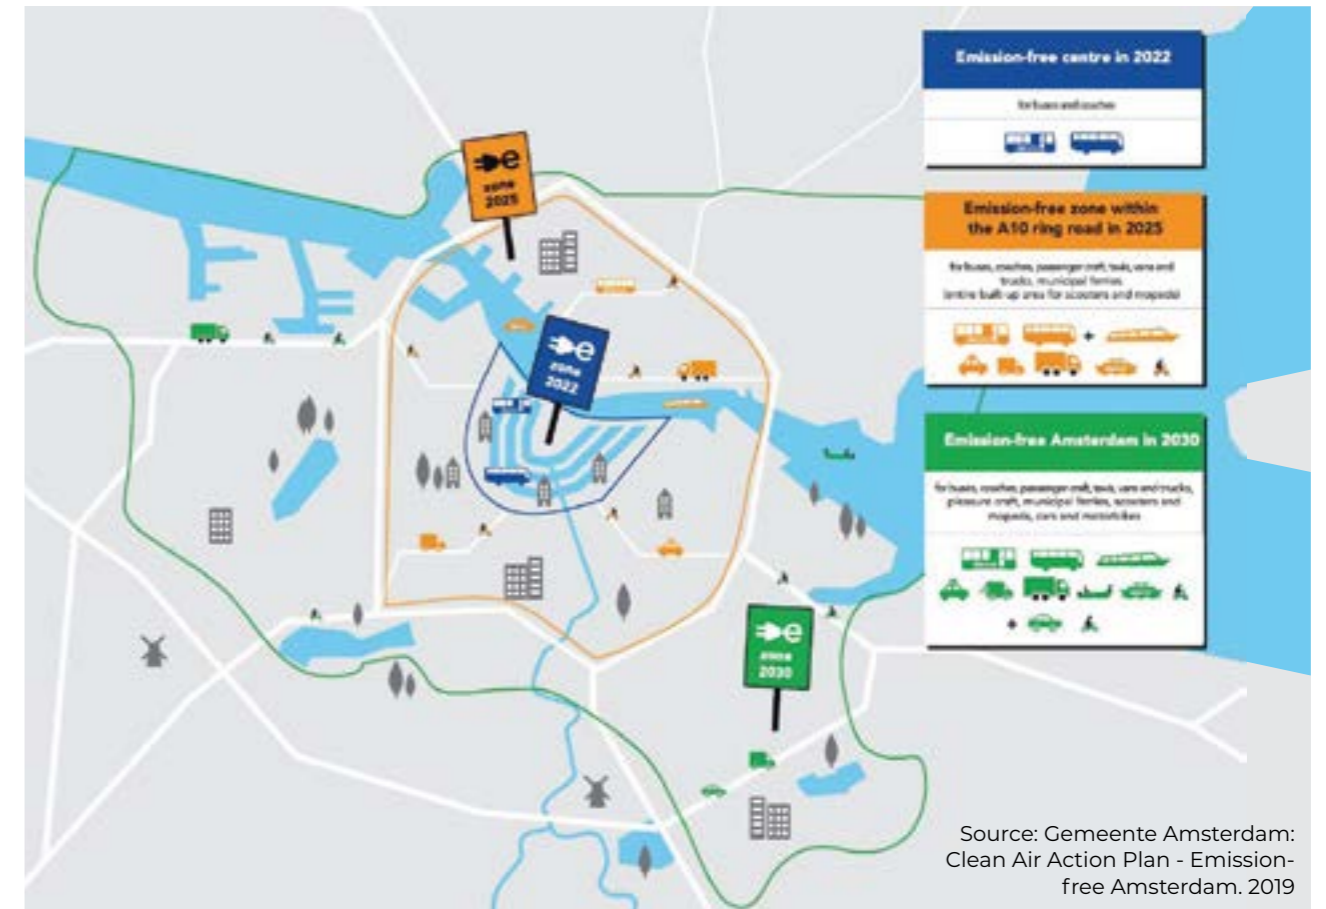 Emission-free centre in 2022
for buses and coaches
e
zone
2025
Emission-free zone within
the A10 ring road in 2025
for buses, coaches, passenger craft, taxis, vans and
trucks, municipal ferries
(entire built-up area for scooters and mopeds)
+
e
zone
2022
Emission-free Amsterdam in 2030
for buses, coaches, passenger craft, taxis, vans and trucks,
pleasure craft, municipal ferries, scooters and
mopeds, cars and motorbikes
+
e
zone
2030
Source: Gemeente Amsterdam:
Clean Air Action Plan - Emission-
free Amsterdam. 2019